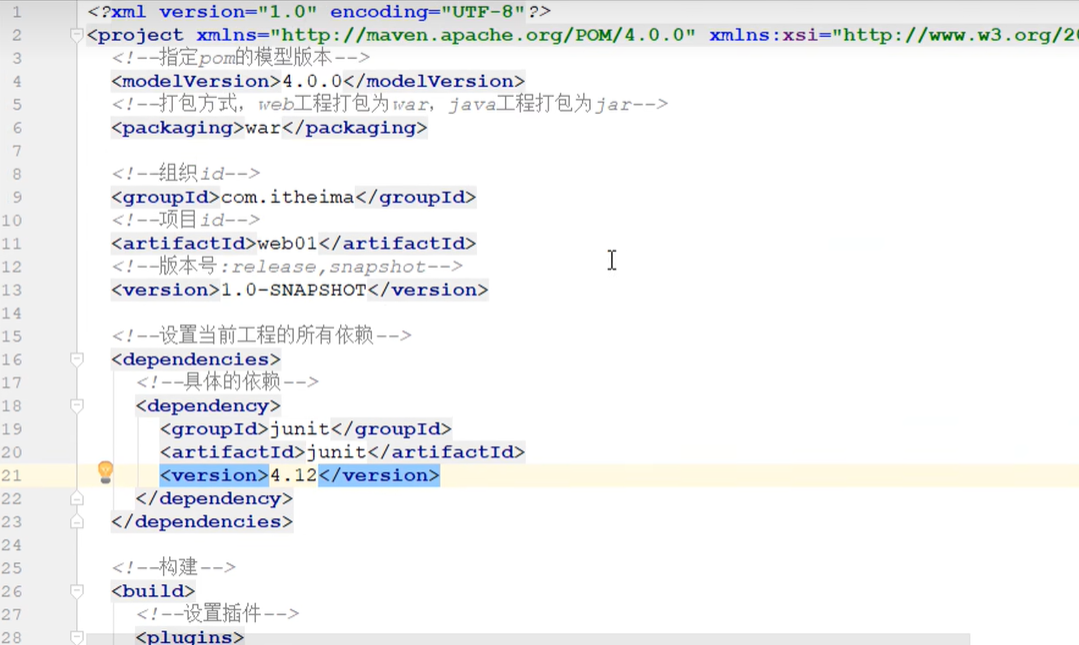 1 <?xml version="1.0" encoding="UTF-8"?>
2 <project xmlns="http://maven.apache.org/POM/4.0.0" xmlns:xsi="http://www.w3.org/20
3 <!--指定pom的模型版本-->
4 <modelVersion>4.0.0</modelVersion>
5 <!--打包方式，web工程打包为war，java工程打包为jar-->
6 <packaging>war</packaging>
7
8 <!--组织id-->
9 <groupId>com.itheima</groupId>
10 <!--项目id-->
11 <artifactId>web01</artifactId>
12 <!--版本号:release,snapshot-->
13 <version>1.0-SNAPSHOT</version>
14
15 <!--设置当前工程的所有依赖-->
16 <dependencies>
17 <!--具体的依赖-->
18 <dependency>
19 <groupId>junit</groupId>
20 <artifactId>junit</artifactId>
21 <version>4.12</version>
22 </dependency>
23 </dependencies>
24
25 <!--构建-->
26 <build>
27 <!--设置插件-->
28 <plugins>